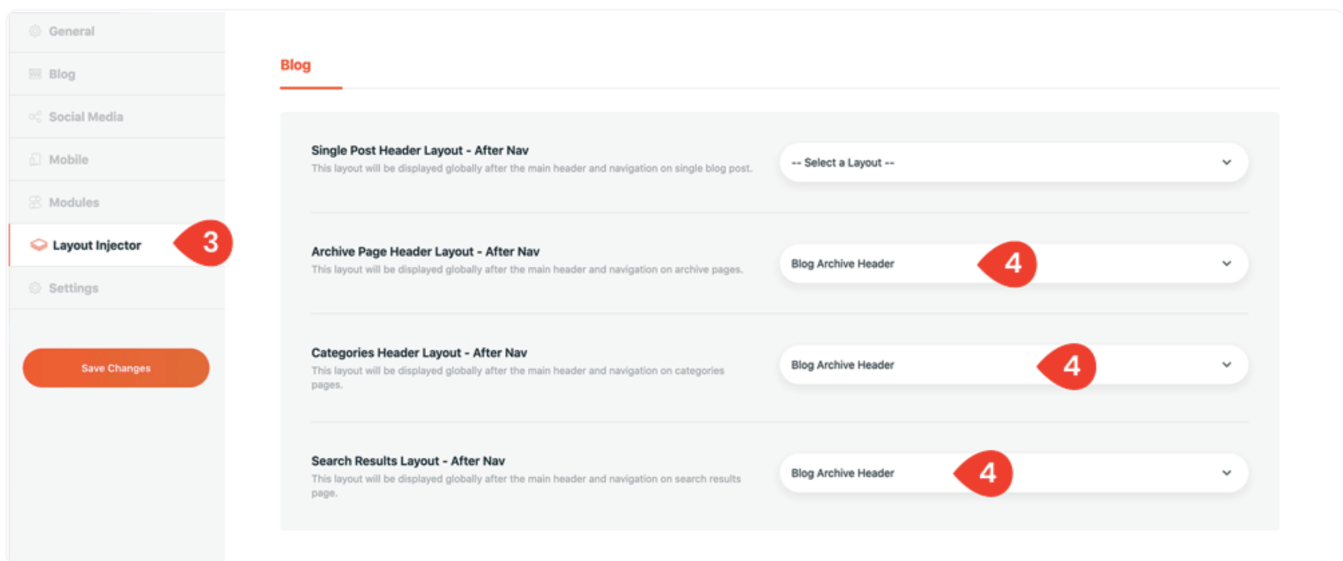 General
Blog
Social Media
Mobile
Modules
Layout Injector
3
Settings
Save Changes
Blog
Single Post Header Layout - After Nav
This layout will be displayed globally after the main header and navigation on single blog post.
-- Select a Layout --
Archive Page Header Layout - After Nav
This layout will be displayed globally after the main header and navigation on archive pages.
Blog Archive Header
4
Categories Header Layout - After Nav
This layout will be displayed globally after the main header and navigation on categories
pages.
Blog Archive Header
4
Search Results Layout - After Nav
This layout will be displayed globally after the main header and navigation on search results
page.
Blog Archive Header
4